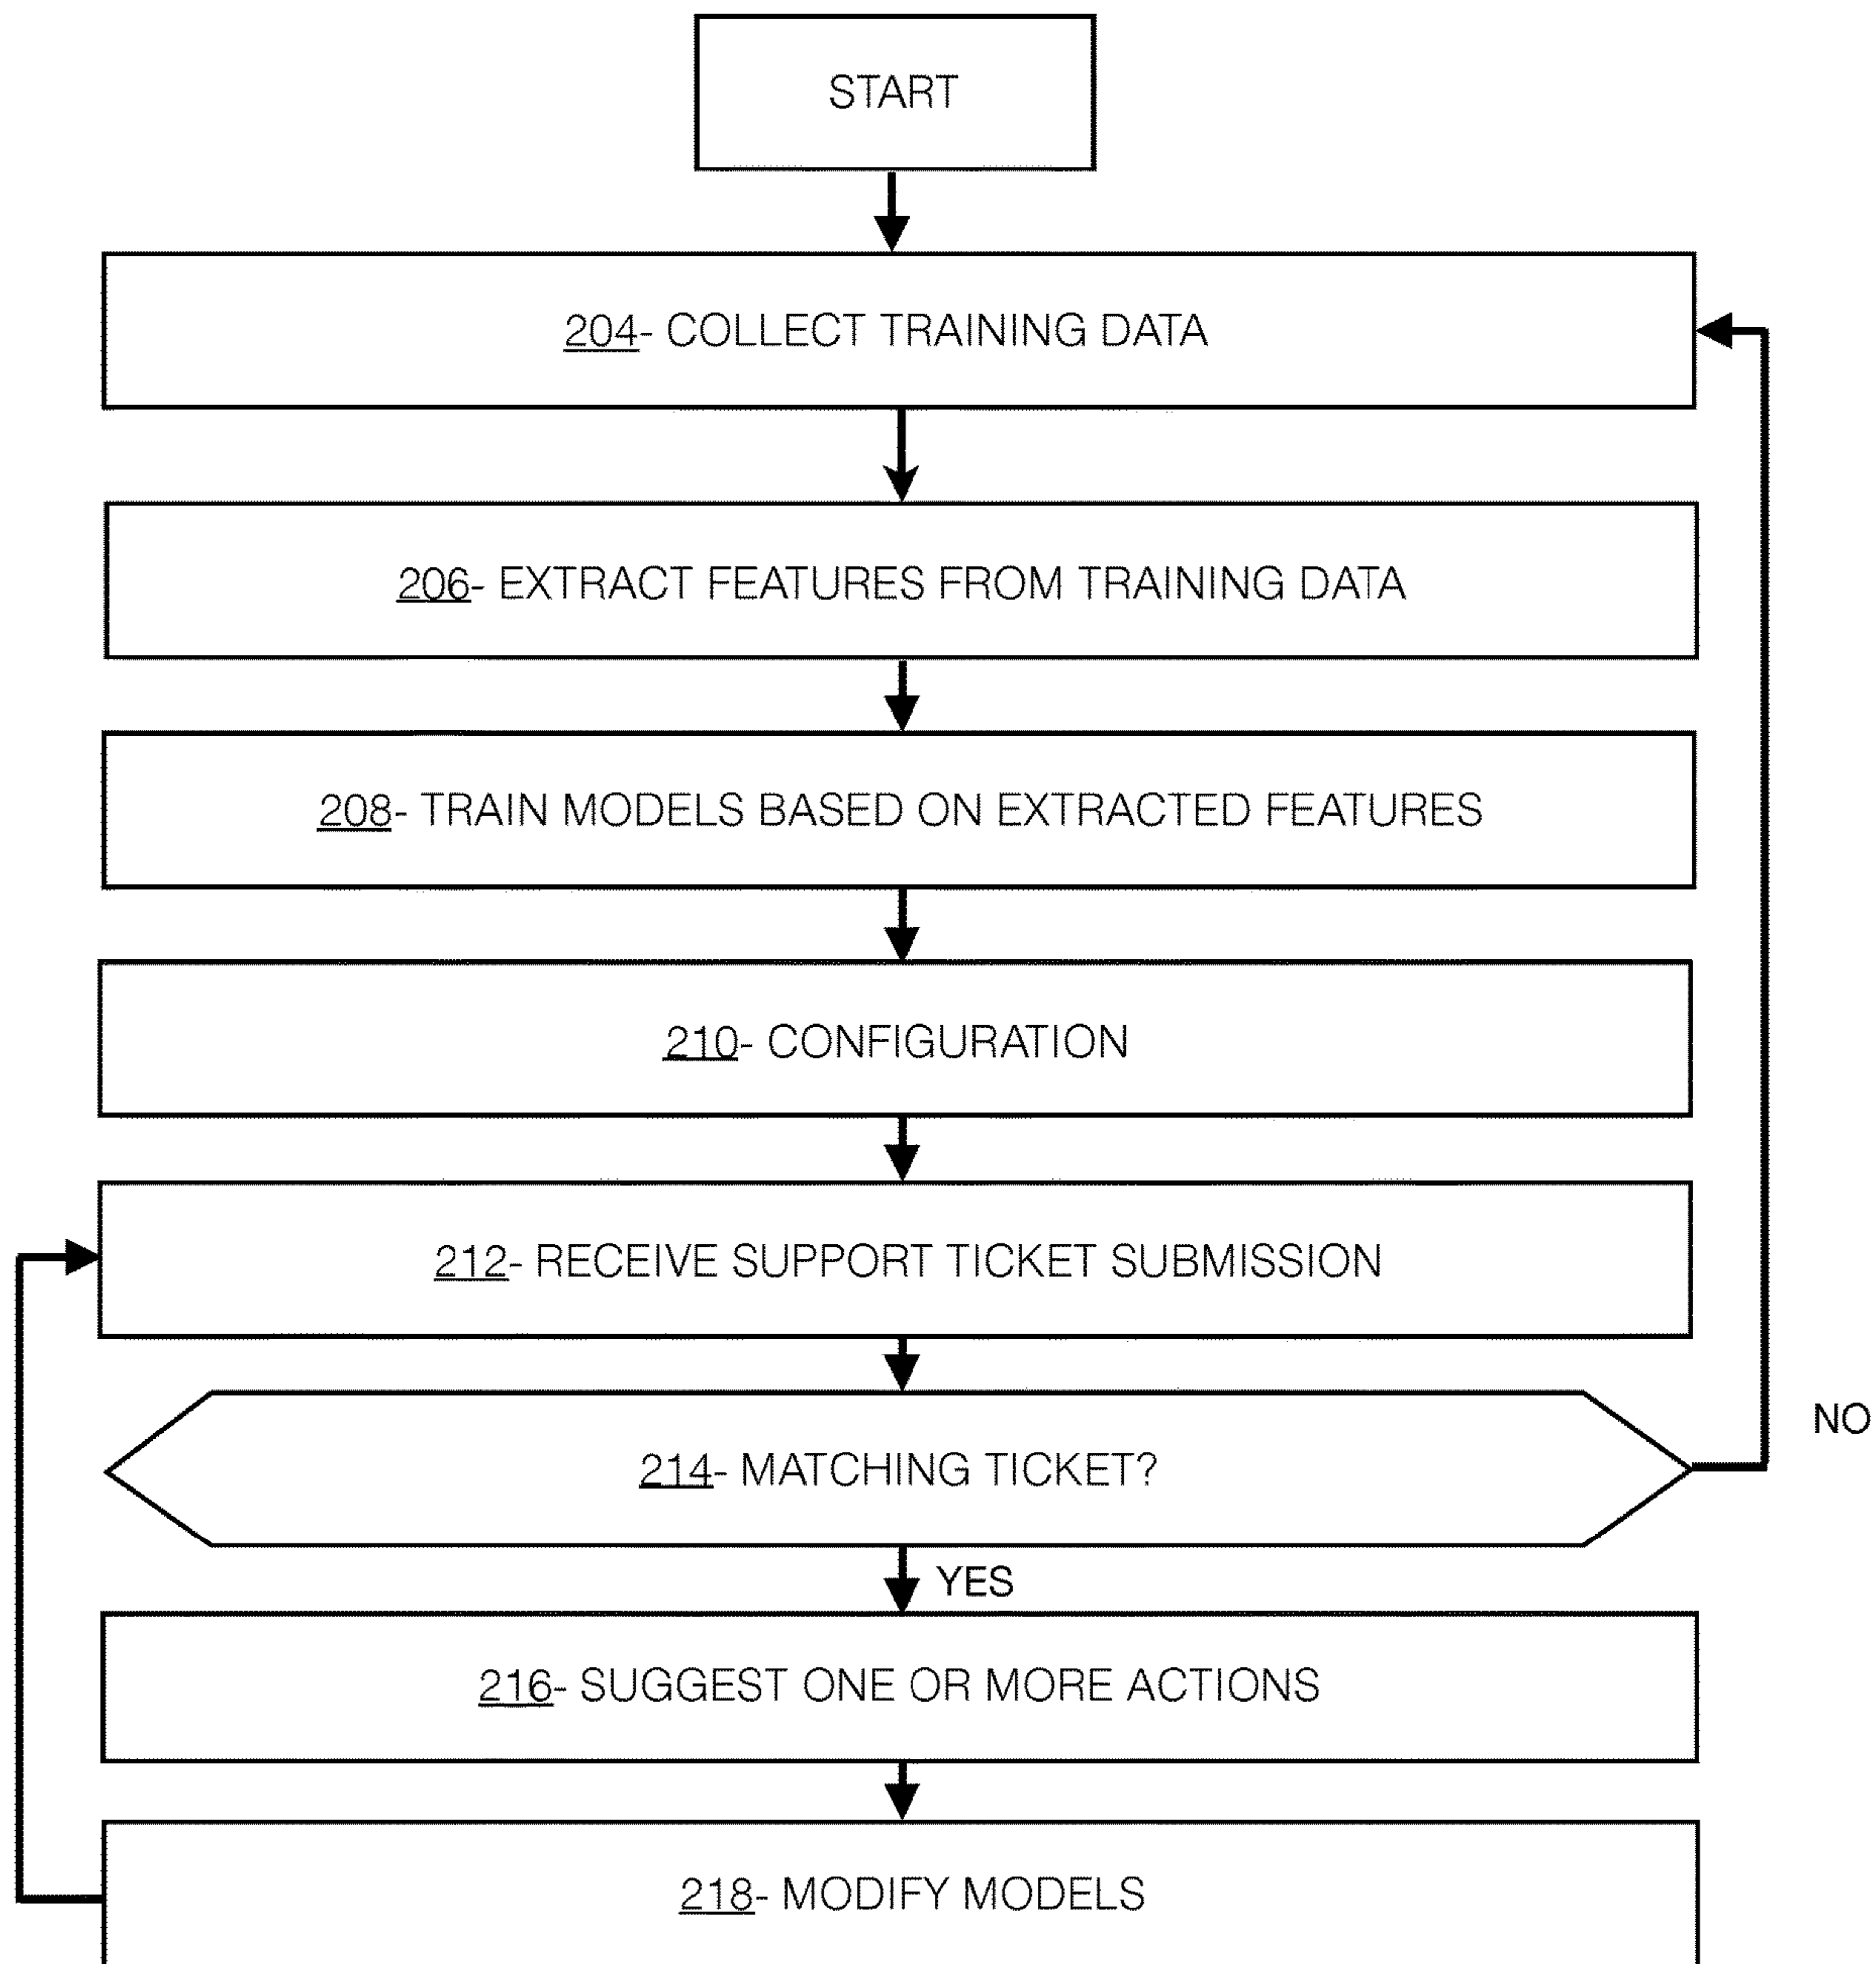 START
204- COLLECT TRAINING DATA
206- EXTRACT FEATURES FROM TRAINING DATA
208- TRAIN MODELS BASED ON EXTRACTED FEATURES
210- CONFIGURATION
212- RECEIVE SUPPORT TICKET SUBMISSION
NO
214- MATCHING TICKET?
YES
216- SUGGEST ONE OR MORE ACTIONS
218- MODIFY MODELS